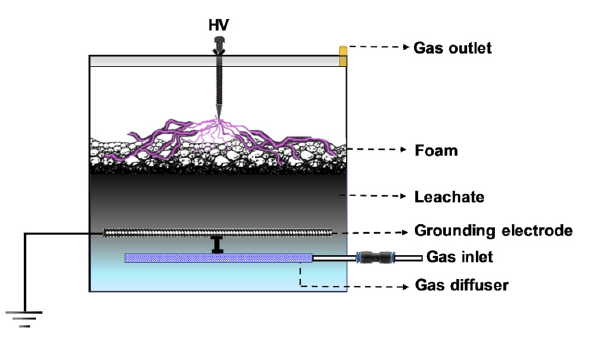 HV
Gas outlet
Foam
Leachate
Grounding electrode
Gas inlet
Gas diffuser